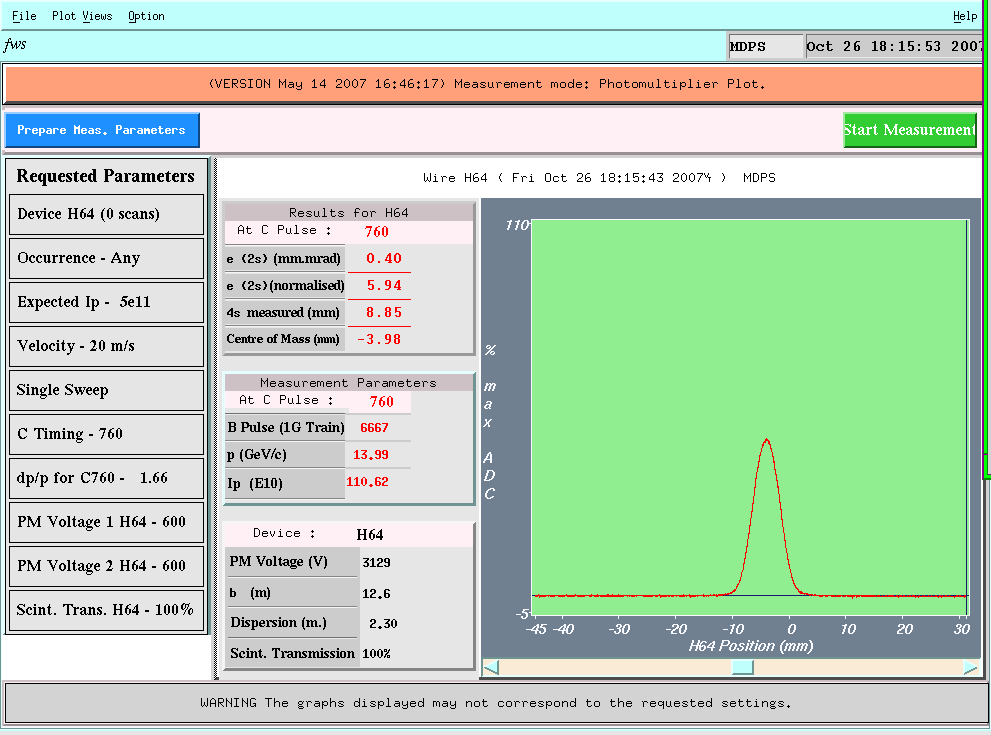 File Plot Views Option Help
fws MDPS Oct 26 18:15:53 2007
(VERSION May 14 2007 16:46:17) Measurement mode: Photomultiplier Plot.
Prepare Meas. Parameters Start Measurement
Requested Parameters
Device H64 (0 scans)
Occurrence - Any
Expected Ip - 5e11
Velocity - 20 m/s
Single Sweep
C Timing - 760
dp/p for C760 - 1.66
PM Voltage 1 H64 - 600
PM Voltage 2 H64 - 600
Scint. Trans. H64 - 100%
Wire H64 ( Fri Oct 26 18:15:43 2007 ) MDPS
Results for H64
At C Pulse : 760
e (2s) (mm.mrad) 0.40
e (2s)(normalised) 5.94
4s measured (mm) 8.85
Centre of Mass (mm) -3.98
Measurement Parameters
At C Pulse : 760
B Pulse (1G Train) 6667
p (GeV/c) 13.99
Ip (E10) 110.62
Device : H64
PM Voltage (V) 3129
b (m) 12.6
Dispersion (m.) 2.30
Scint. Transmission 100%
110
% max ADC
-5
-45 -40 -30 -20 -10 0 10 20 30
H64 Position (mm)
WARNING The graphs displayed may not correspond to the requested settings.